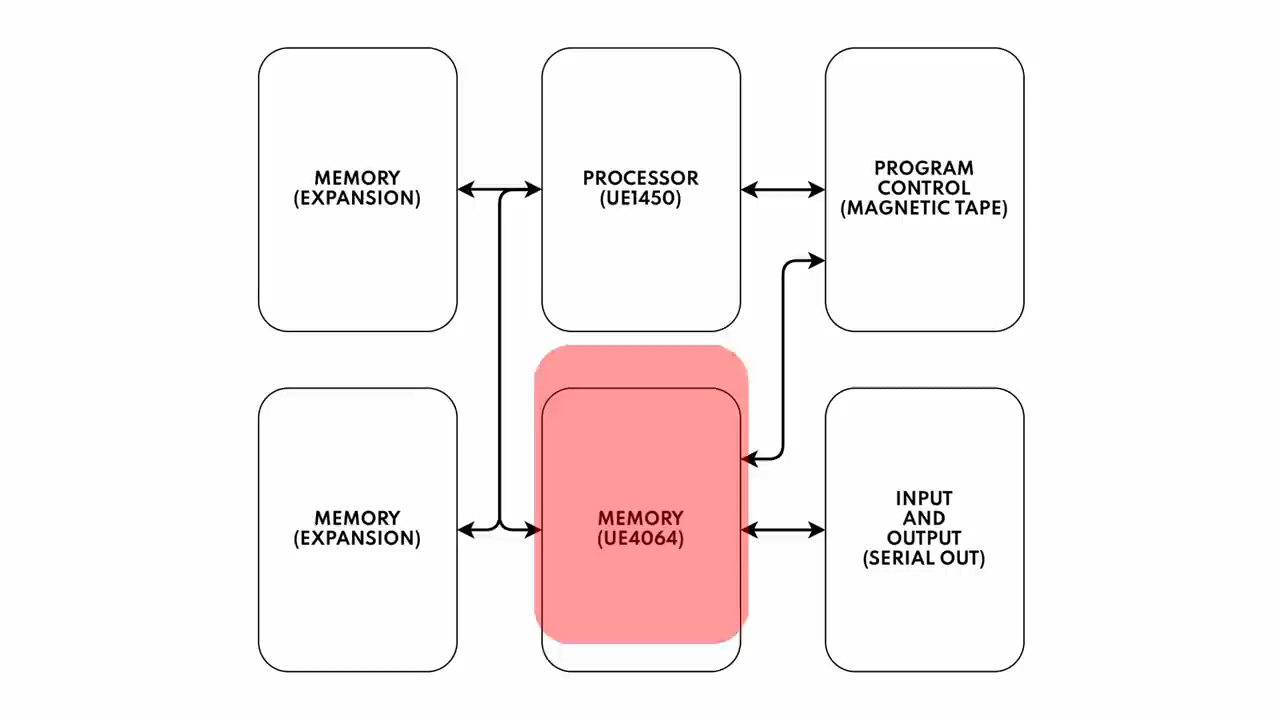 MEMORY
(EXPANSION)
PROCESSOR
(UE1450)
PROGRAM
CONTROL
(MAGNETIC TAPE)
MEMORY
(EXPANSION)
MEMORY
(UE4064)
INPUT
AND
OUTPUT
(SERIAL OUT)